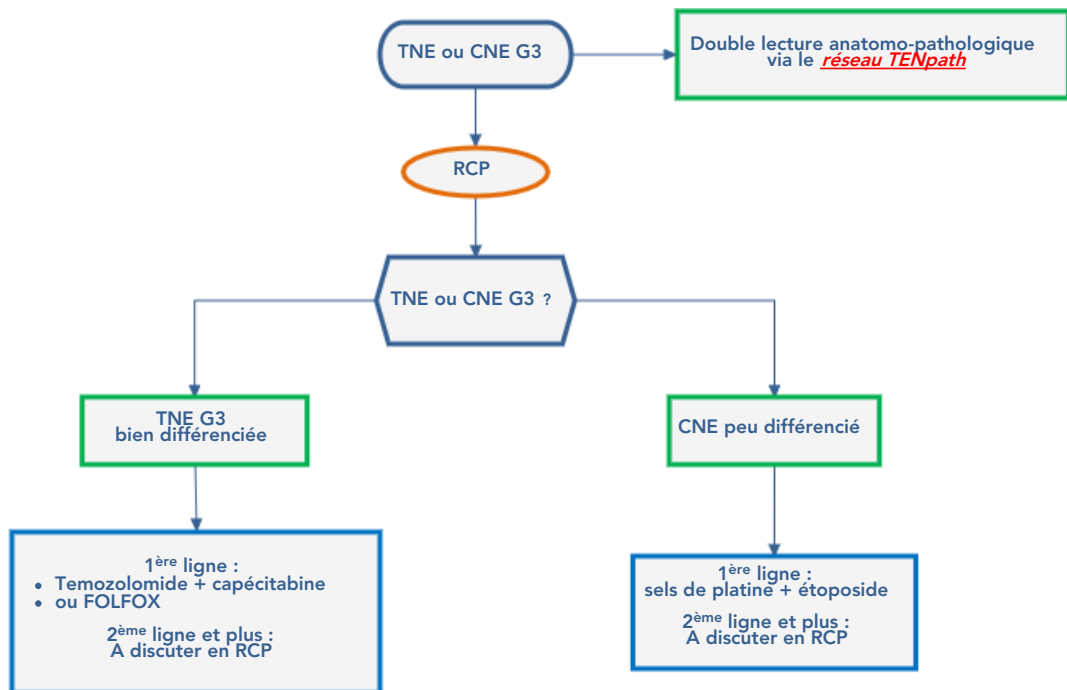 TNE ou CNE G3
Double lecture anatomo-pathologique
via le réseau TENpath
RCP
TNE ou CNE G3 ?
TNE G3
bien différenciée
CNE peu différencié
1ère ligne :
• Temozolomide + capécitabine
• ou FOLFOX
2ème ligne et plus :
A discuter en RCP
1ère ligne :
sels de platine + étoposide
2ème ligne et plus :
A discuter en RCP